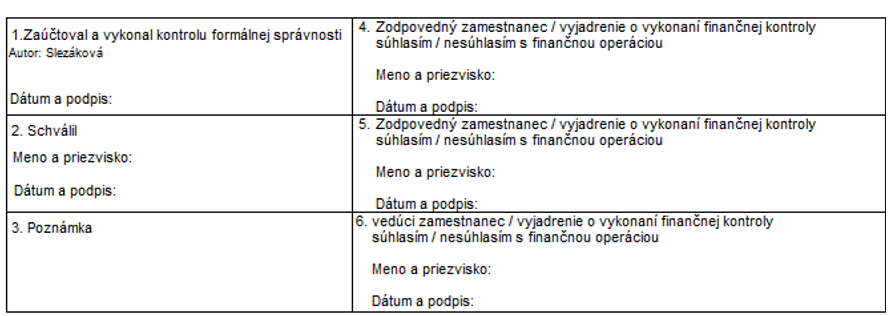 1.Zaúčtoval a vykonal kontrolu formálnej správnosti
Autor: Slezáková
Dátum a podpis:
4. Zodpovedný zamestnanec / vyjadrenie o vykonaní finančnej kontroly
súhlasím / nesúhlasím s finančnou operáciou
Meno a priezvisko:
Dátum a podpis:
2. Schválil
Meno a priezvisko:
Dátum a podpis:
5. Zodpovedný zamestnanec / vyjadrenie o vykonaní finančnej kontroly
súhlasím / nesúhlasím s finančnou operáciou
Meno a priezvisko:
Dátum a podpis:
3. Poznámka
6. vedúci zamestnanec / vyjadrenie o vykonaní finančnej kontroly
súhlasím / nesúhlasím s finančnou operáciou
Meno a priezvisko:
Dátum a podpis: